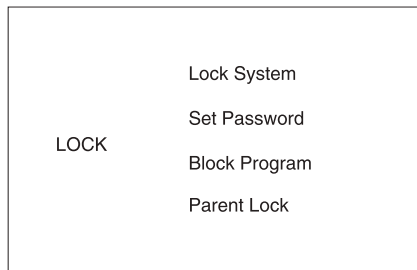 LOCK
Lock System
Set Password
Block Program
Parent Lock